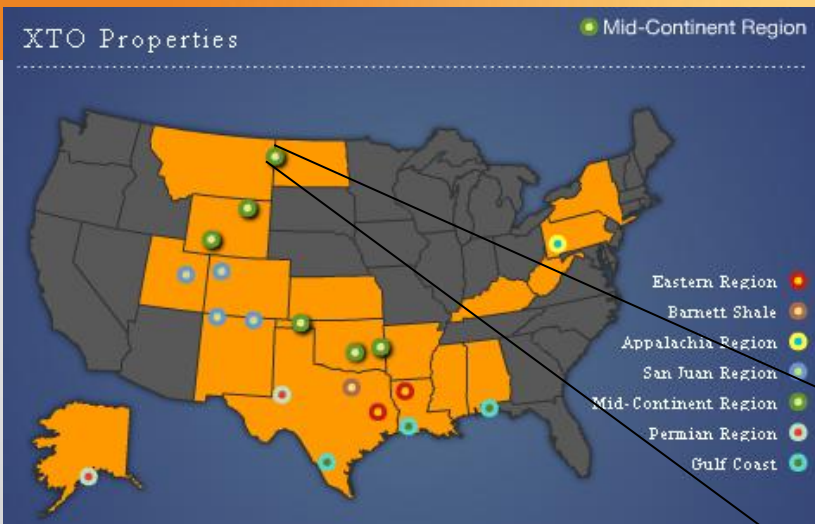 XTO Properties
Mid-Continent Region
Eastern Region
Barnett Shale
Appalachia Region
San Juan Region
Mid-Continent Region
Permian Region
Gulf Coast